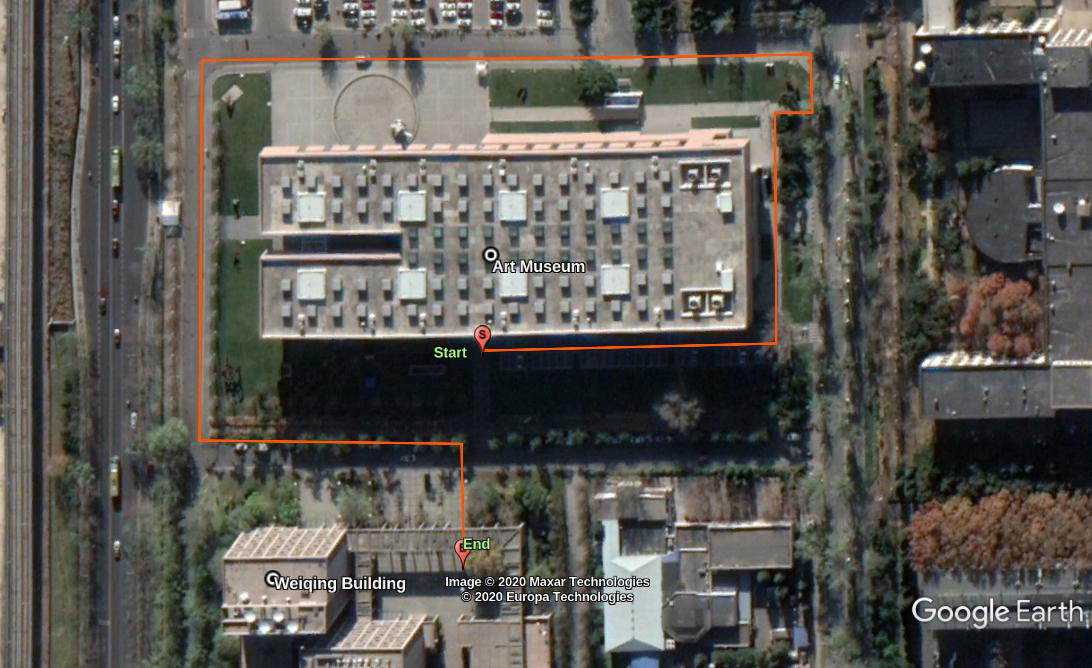 S
Art Museum
Start
End
Weiqing Building
Image © 2020 Maxar Technologies
© 2020 Europa Technologies
Google Earth